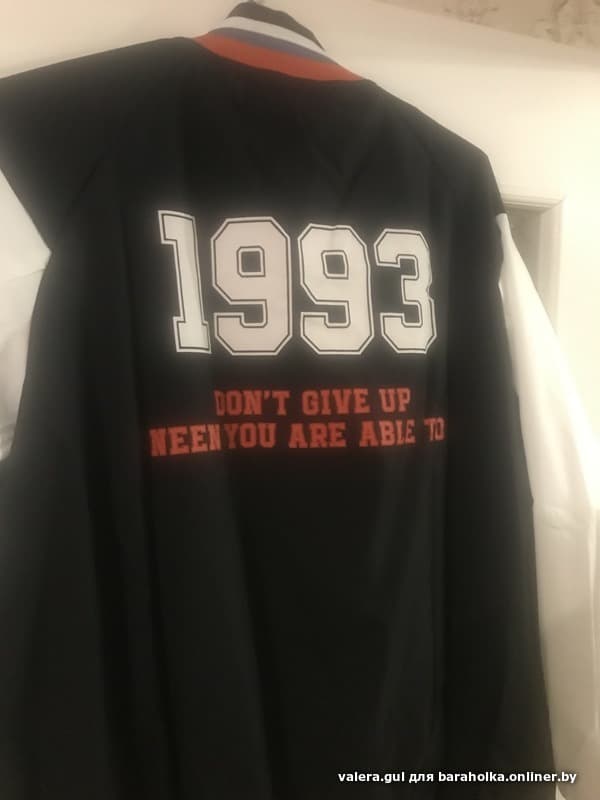 1993
DON'T GIVE UP
NEEN YOU ARE ABLE TO
valera.gul для baraholka.onliner.by